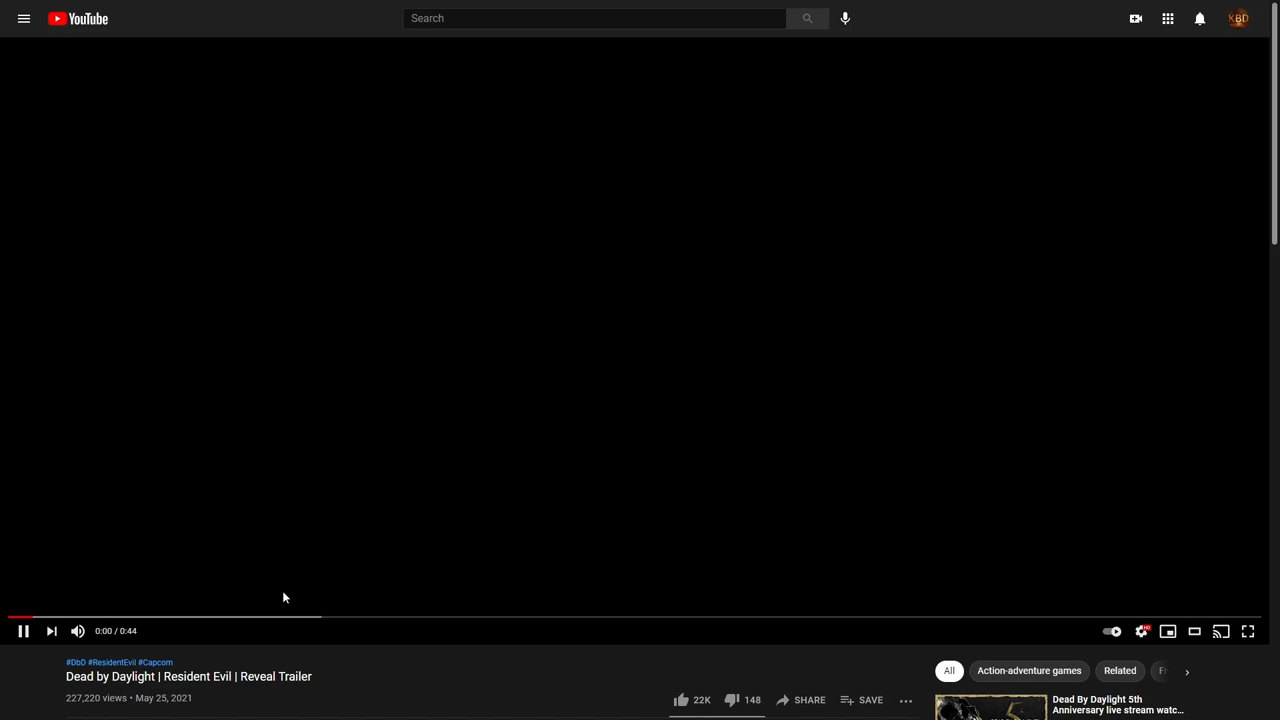 YouTube
Search
KBD
0:00 / 0:44
HD
#DbD #ResidentEvil #Capcom
Dead by Daylight | Resident Evil | Reveal Trailer
227,220 views • May 25, 2021
22K
148
SHARE
SAVE
All
Action-adventure games
Related
Dead By Daylight 5th
Anniversary live stream watc...